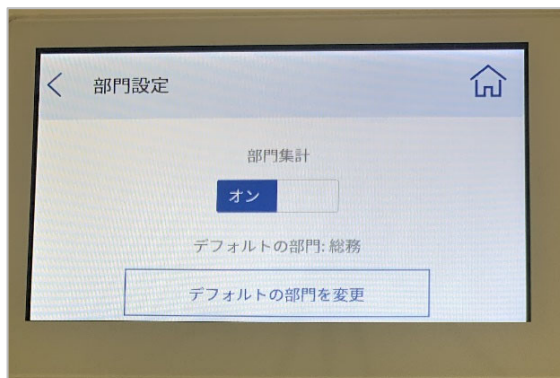 部門設定
部門集計
オン
デフォルトの部門: 総務
デフォルトの部門を変更